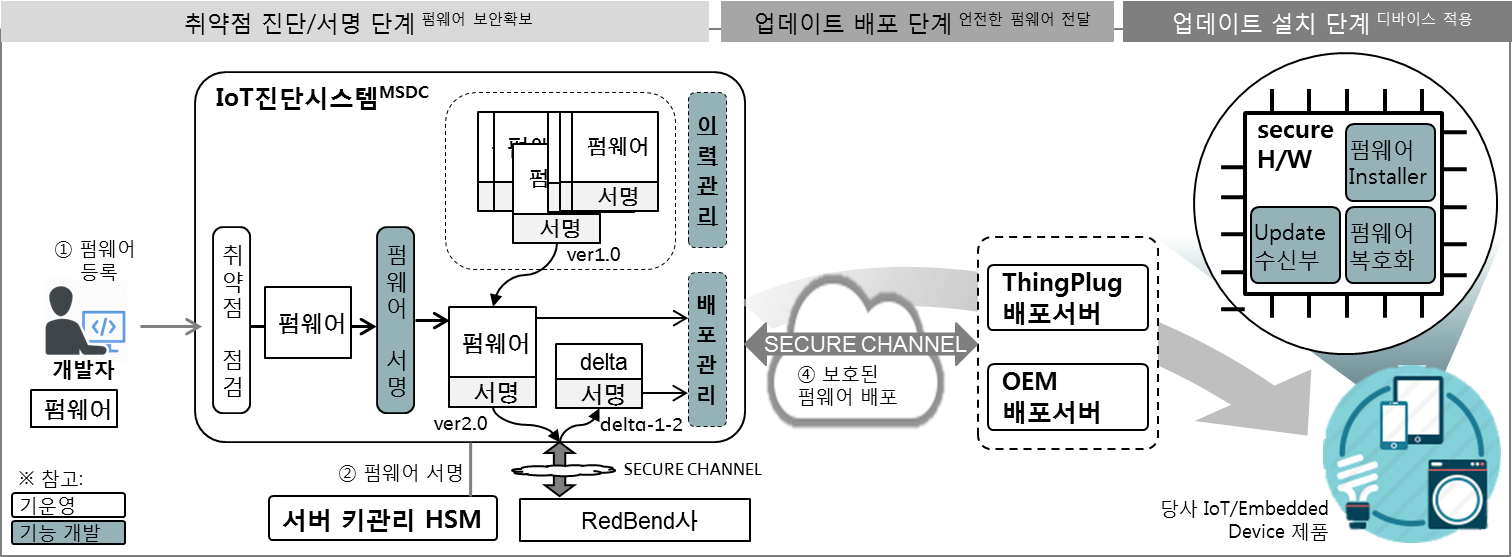 취약점 진단/서명 단계 펌웨어 보안확보
업데이트 배포 단계 언전한 펌웨어 전달
업데이트 설치 단계 디바이스 적용
IoT진단시스템MSDC
펌웨어
서명
펌
서명
ver1.0
이력관리
① 펌웨어
등록
개발자
펌웨어
취약점 점검
펌웨어
펌웨어 서명
펌웨어
서명
ver2.0
delta
서명
delta-1-2
배포관리
② 펌웨어 서명
SECURE CHANNEL
서버 키관리 HSM
RedBend사
※ 참고:
기운영
기능 개발
SECURE CHANNEL
④ 보호된
펌웨어 배포
ThingPlug
배포서버
OEM
배포서버
secure
H/W
펌웨어
Installer
Update
수신부
펌웨어
복호화
당사 IoT/Embedded
Device 제품